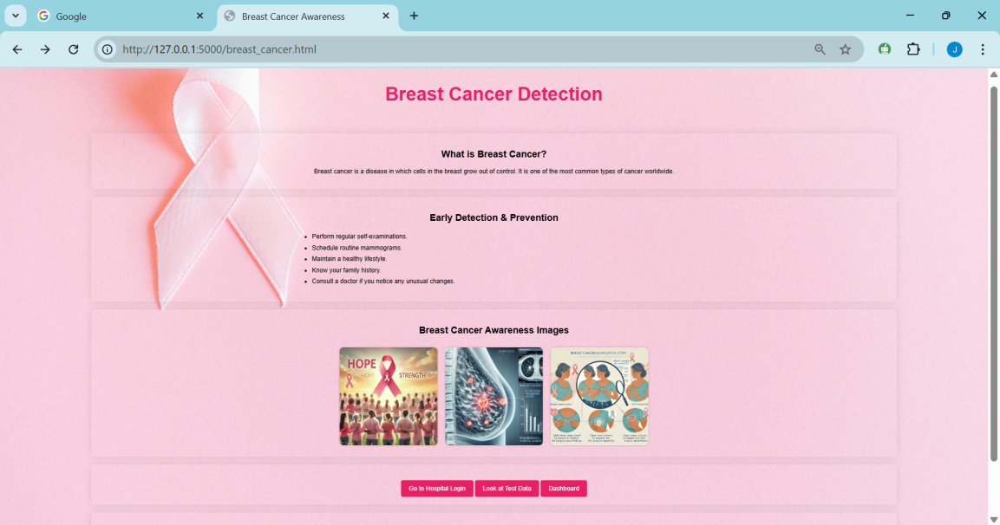 Google
Breast Cancer Awareness
http://127.0.0.1:5000/breast_cancer.html
J
Breast Cancer Detection
What is Breast Cancer?
Breast cancer is a disease in which cells in the breast grow out of control. It is one of the most common types of cancer worldwide.
Early Detection & Prevention
• Perform regular self-examinations.
• Schedule routine mammograms.
• Maintain a healthy lifestyle.
• Know your family history.
• Consult a doctor if you notice any unusual changes.
Breast Cancer Awareness Images
HOPE
HOPE
STRENGTH
Go to Hospital Login
Look at Test Data
Dashboard